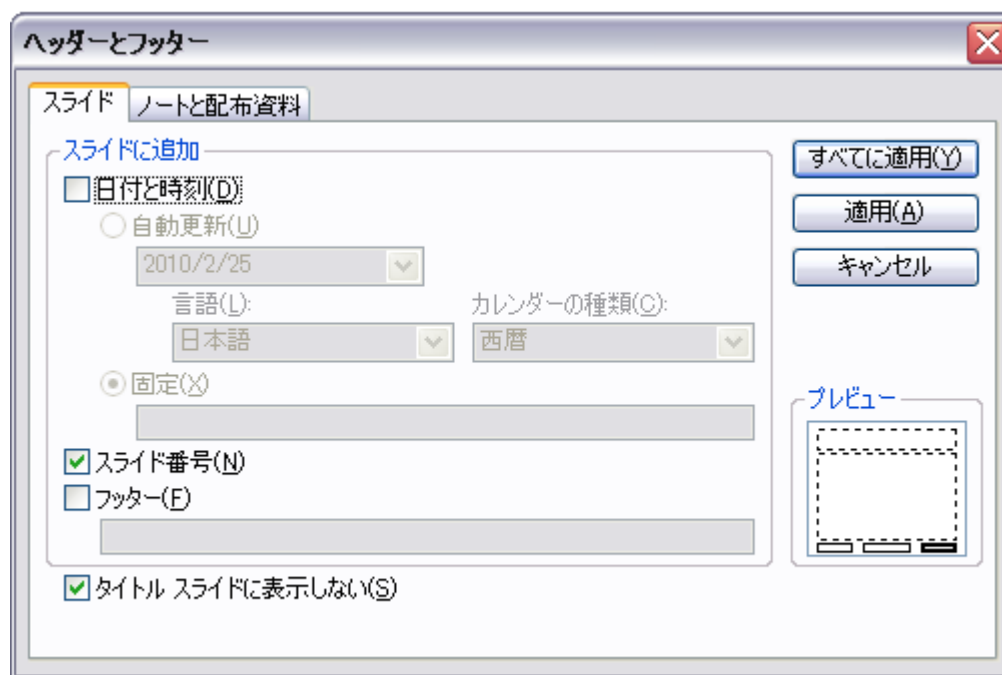 ヘッダーとフッター
スライド
ノートと配布資料
スライドに追加
日付と時刻(D)
自動更新(U)
2010/2/25
言語(L):
カレンダーの種類(C):
日本語
西暦
固定(X)
スライド番号(N)
フッター(F)
タイトル スライドに表示しない(S)
すべてに適用(Y)
適用(A)
キャンセル
プレビュー